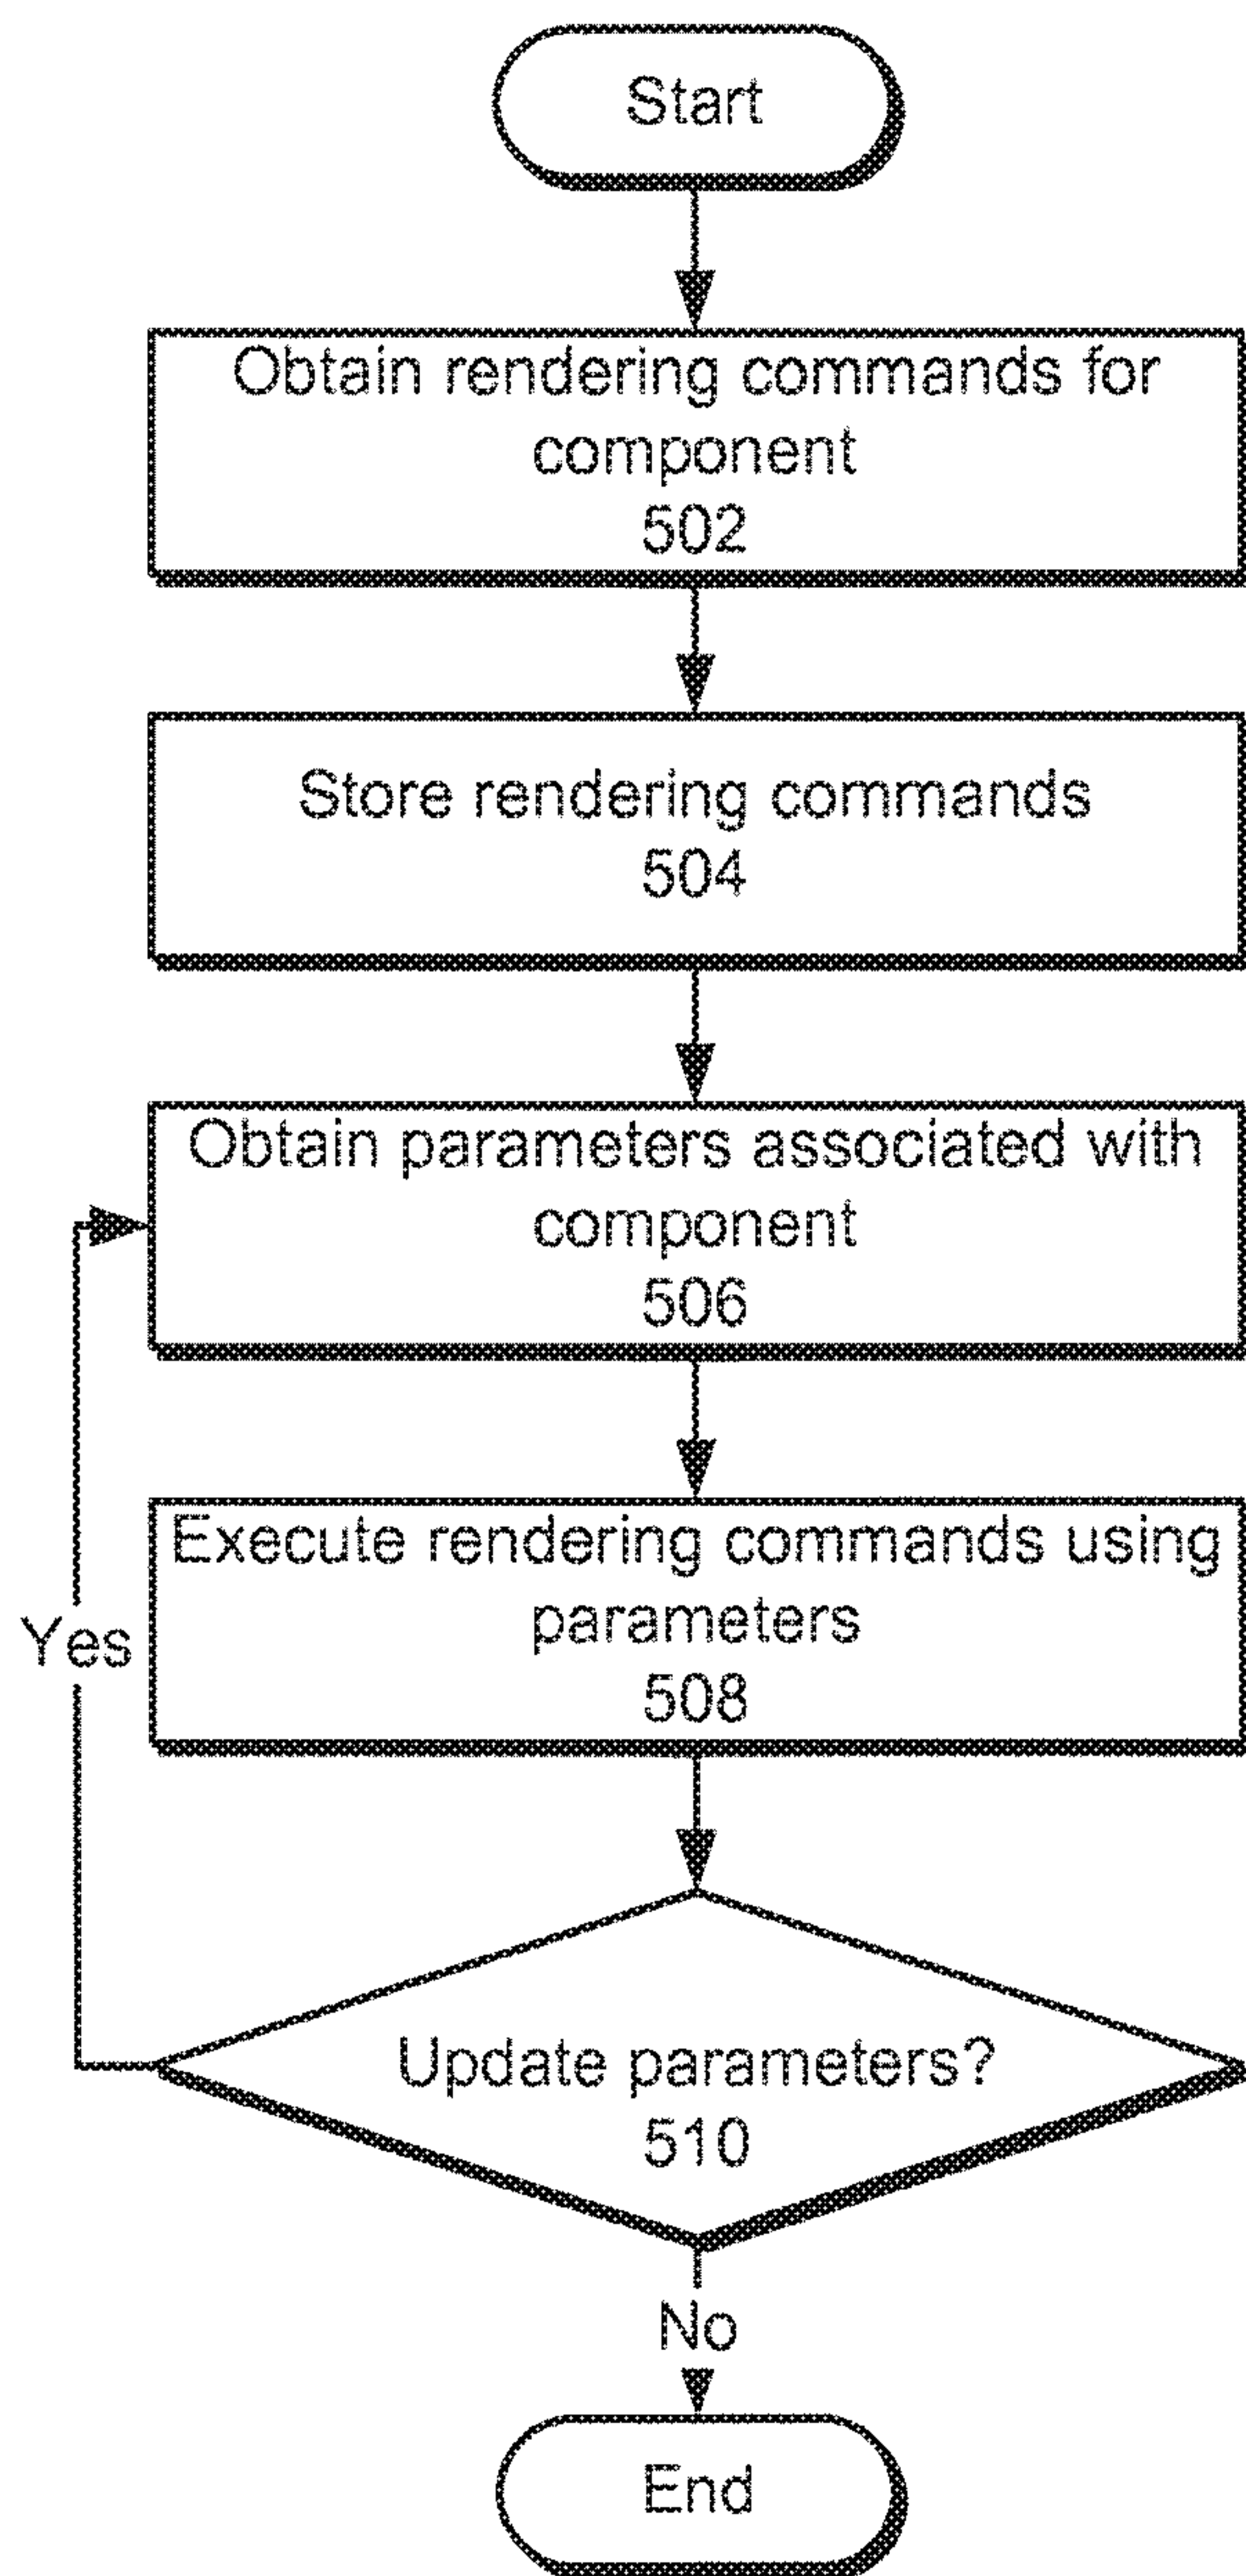 Start
Obtain rendering commands for
component
502
Store rendering commands
504
Obtain parameters associated with
component
506
Execute rendering commands using
parameters
508
Yes
Update parameters?
510
No
End